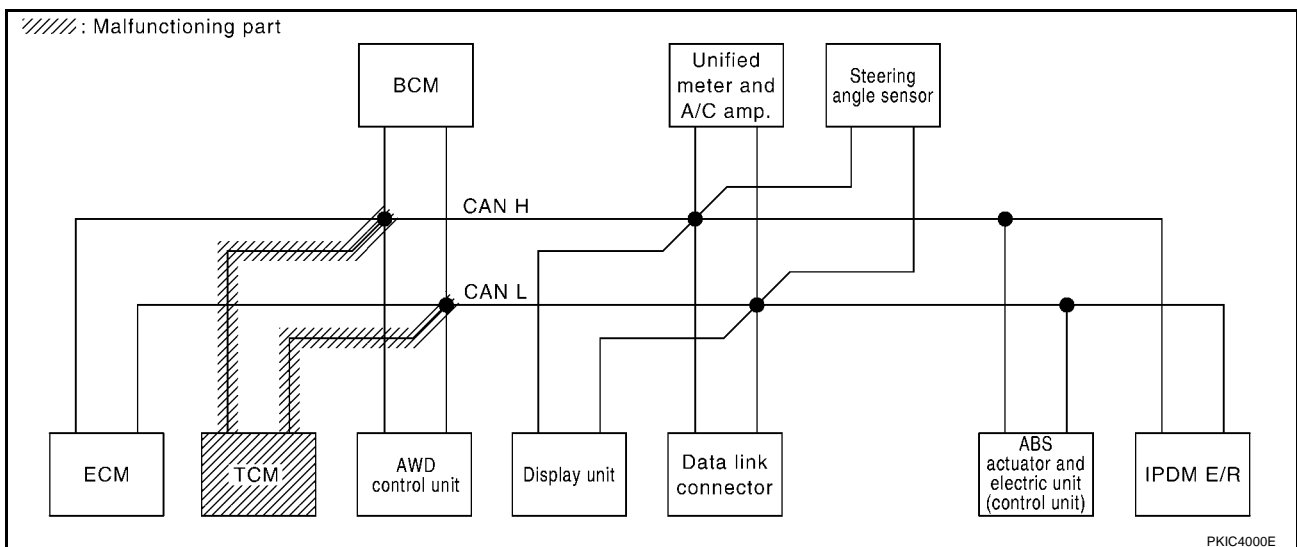 : Malfunctioning part
BCM
Unified
meter and
A/C amp.
Steering
angle sensor
CAN H
CAN L
ECM
TCM
AWD
control unit
Display unit
Data link
connector
ABS
actuator and
electric unit
(control unit)
IPDM E/R
PKIC4000E